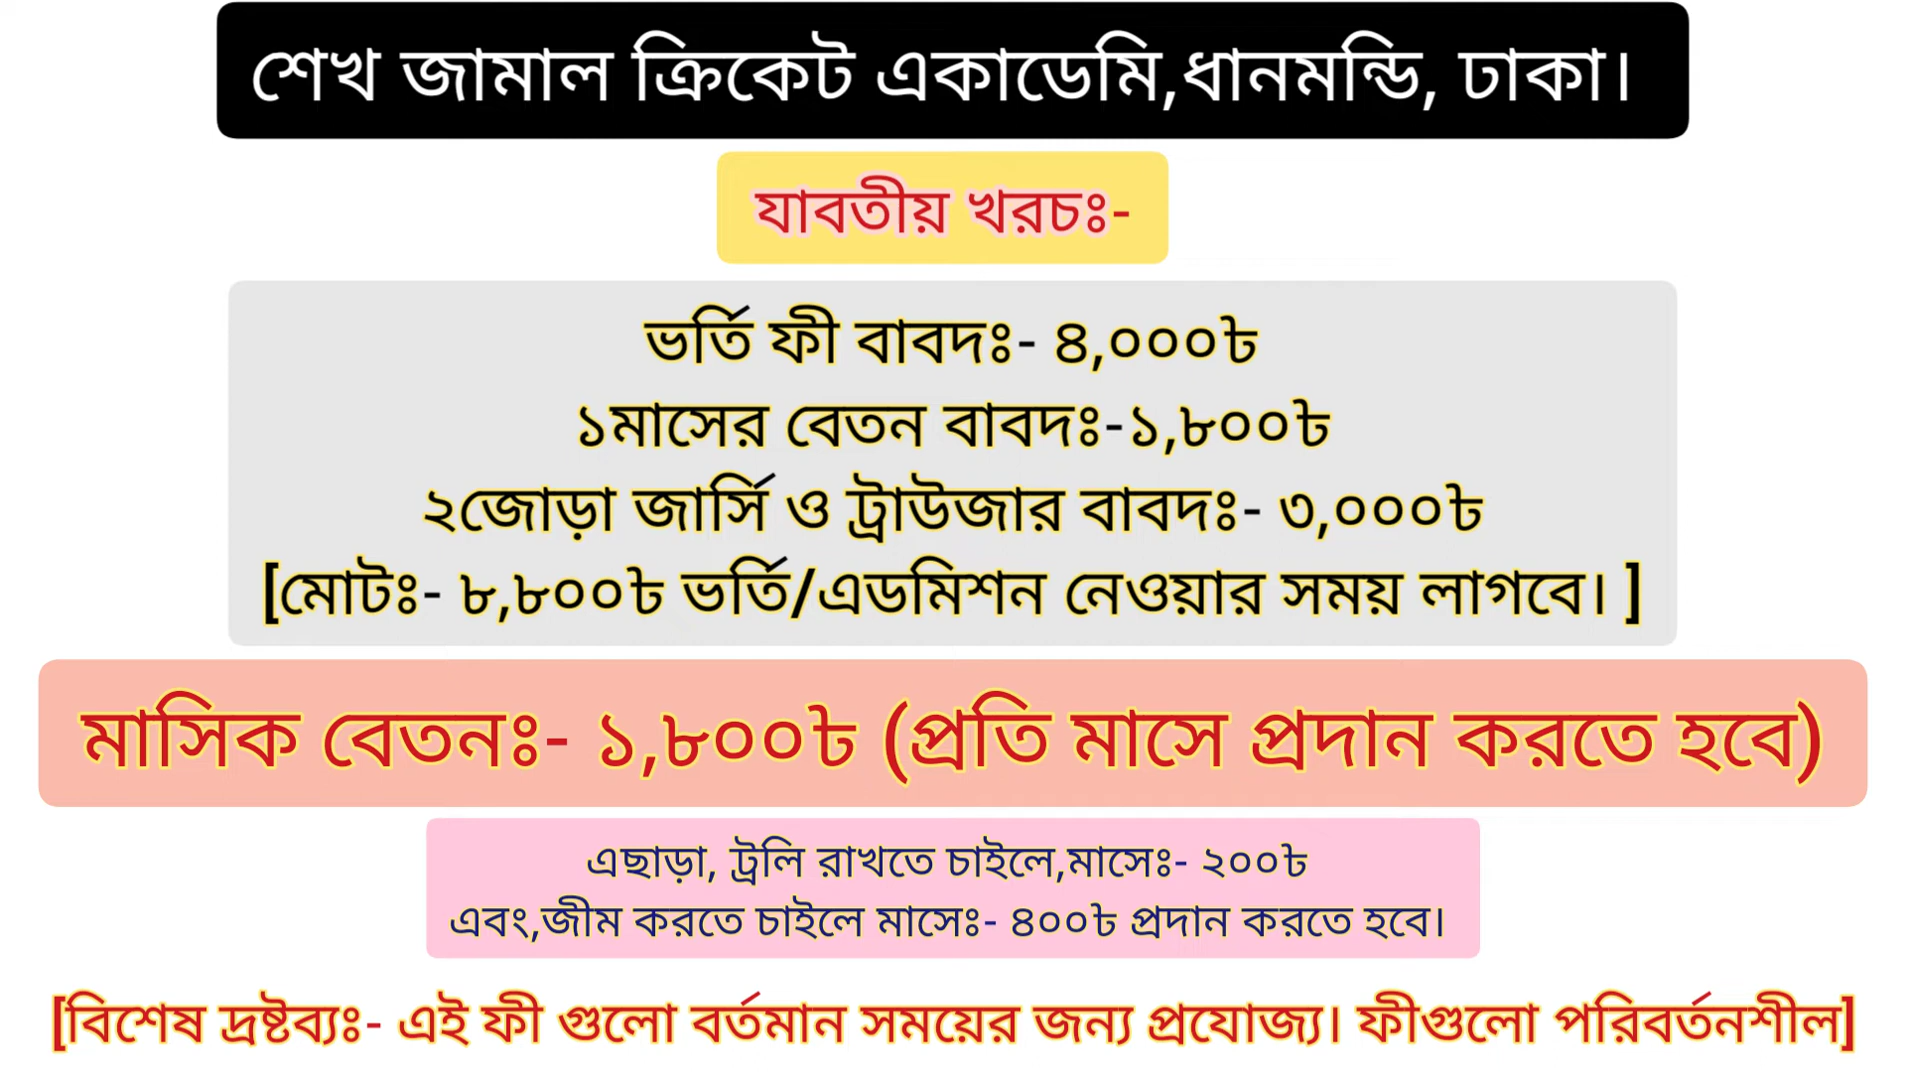 শেখ জামাল ক্রিকেট একাডেমি,ধানমন্ডি, ঢাকা।
যাবতীয় খরচঃ-
ভর্তি ফী বাবদঃ- ৪,০০০৳
১মাসের বেতন বাবদঃ-১,৮০০৳
২জোড়া জার্সি ও ট্রাউজার বাবদঃ- ৩,০০০৳
[মোটঃ- ৮,৮০০৳ ভর্তি/এডমিশন নেওয়ার সময় লাগবে। ]
মাসিক বেতনঃ- ১,৮০০৳ (প্রতি মাসে প্রদান করতে হবে)
এছাড়া, ট্রলি রাখতে চাইলে,মাসেঃ- ২০০৳
এবং,জীম করতে চাইলে মাসেঃ- ৪০০৳ প্রদান করতে হবে।
[বিশেষ দ্রষ্টব্যঃ- এই ফী গুলো বর্তমান সময়ের জন্য প্রযোজ্য। ফীগুলো পরিবর্তনশীল]